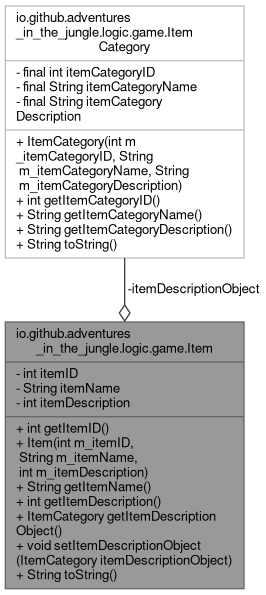 io.github.adventures
_in_the_jungle.logic.game.Item
Category
- final int itemCategoryID
- final String itemCategoryName
- final String itemCategory
Description
+ ItemCategory(int m
_itemCategoryID, String
m_itemCategoryName, String
m_itemCategoryDescription)
+ int getItemCategoryID()
+ String getItemCategoryName()
+ String getItemCategoryDescription()
+ String toString()
-itemDescriptionObject
io.github.adventures
_in_the_jungle.logic.game.Item
- int itemID
- String itemName
- int itemDescription
+ int getItemID()
+ Item(int m_itemID,
String m_itemName,
int m_itemDescription)
+ String getItemName()
+ int getItemDescription()
+ ItemCategory getItemDescription
Object()
+ void setItemDescriptionObject
(ItemCategory itemDescriptionObject)
+ String toString()